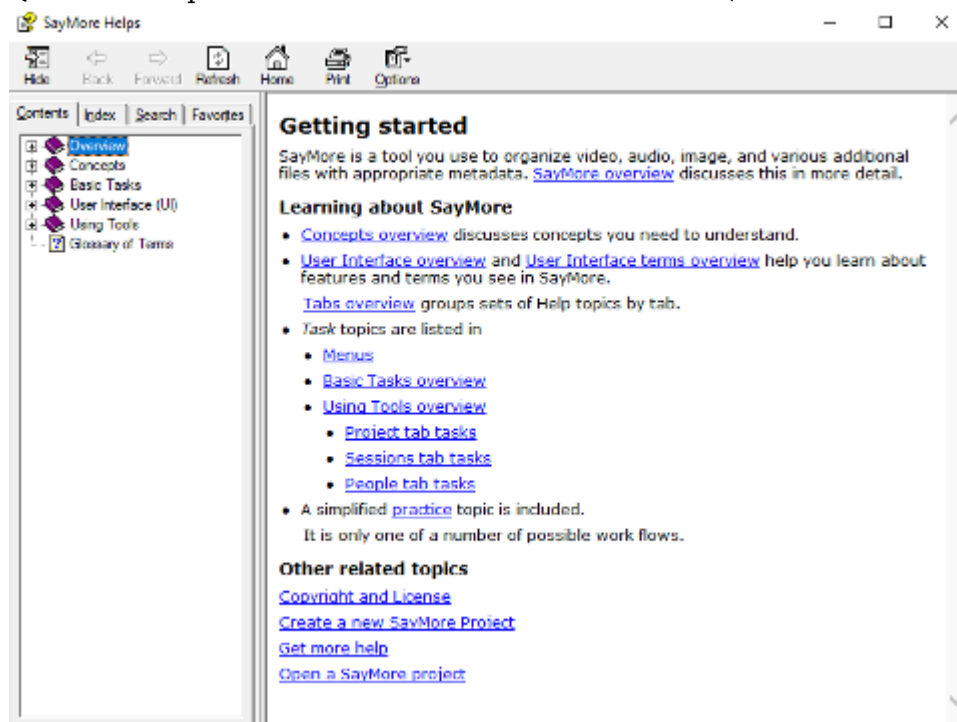 SayMore Helps
Hide Back Forward Refresh Home Print Options
Contents Index Search Favorites
Overview
Concepts
Basic Tasks
User Interface (UI)
Using Tools
Glossary of Terms
Getting started
SayMore is a tool you use to organize video, audio, image, and various additional
files with appropriate metadata. SayMore overview discusses this in more detail.
Learning about SayMore
• Concepts overview discusses concepts you need to understand.
• User Interface overview and User Interface terms overview help you learn about
features and terms you see in SayMore.
Tabs overview groups sets of Help topics by tab.
• Task topics are listed in
• Menus
• Basic Tasks overview
• Using Tools overview
• Project tab tasks
• Sessions tab tasks
• People tab tasks
• A simplified practice topic is included.
It is only one of a number of possible work flows.
Other related topics
Copyright and License
Create a new SayMore Project
Get more help
Open a SayMore project